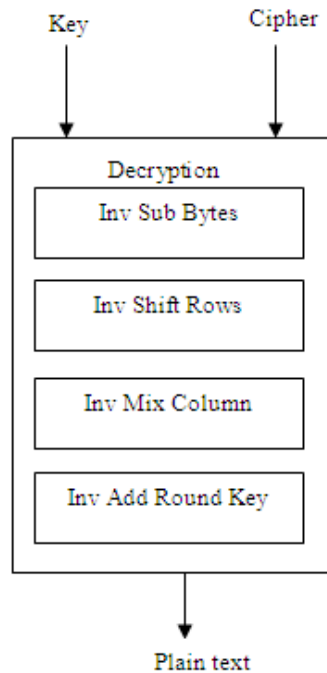 Key
Cipher
Decryption
Inv Sub Bytes
Inv Shift Rows
Inv Mix Column
Inv Add Round Key
Plain text